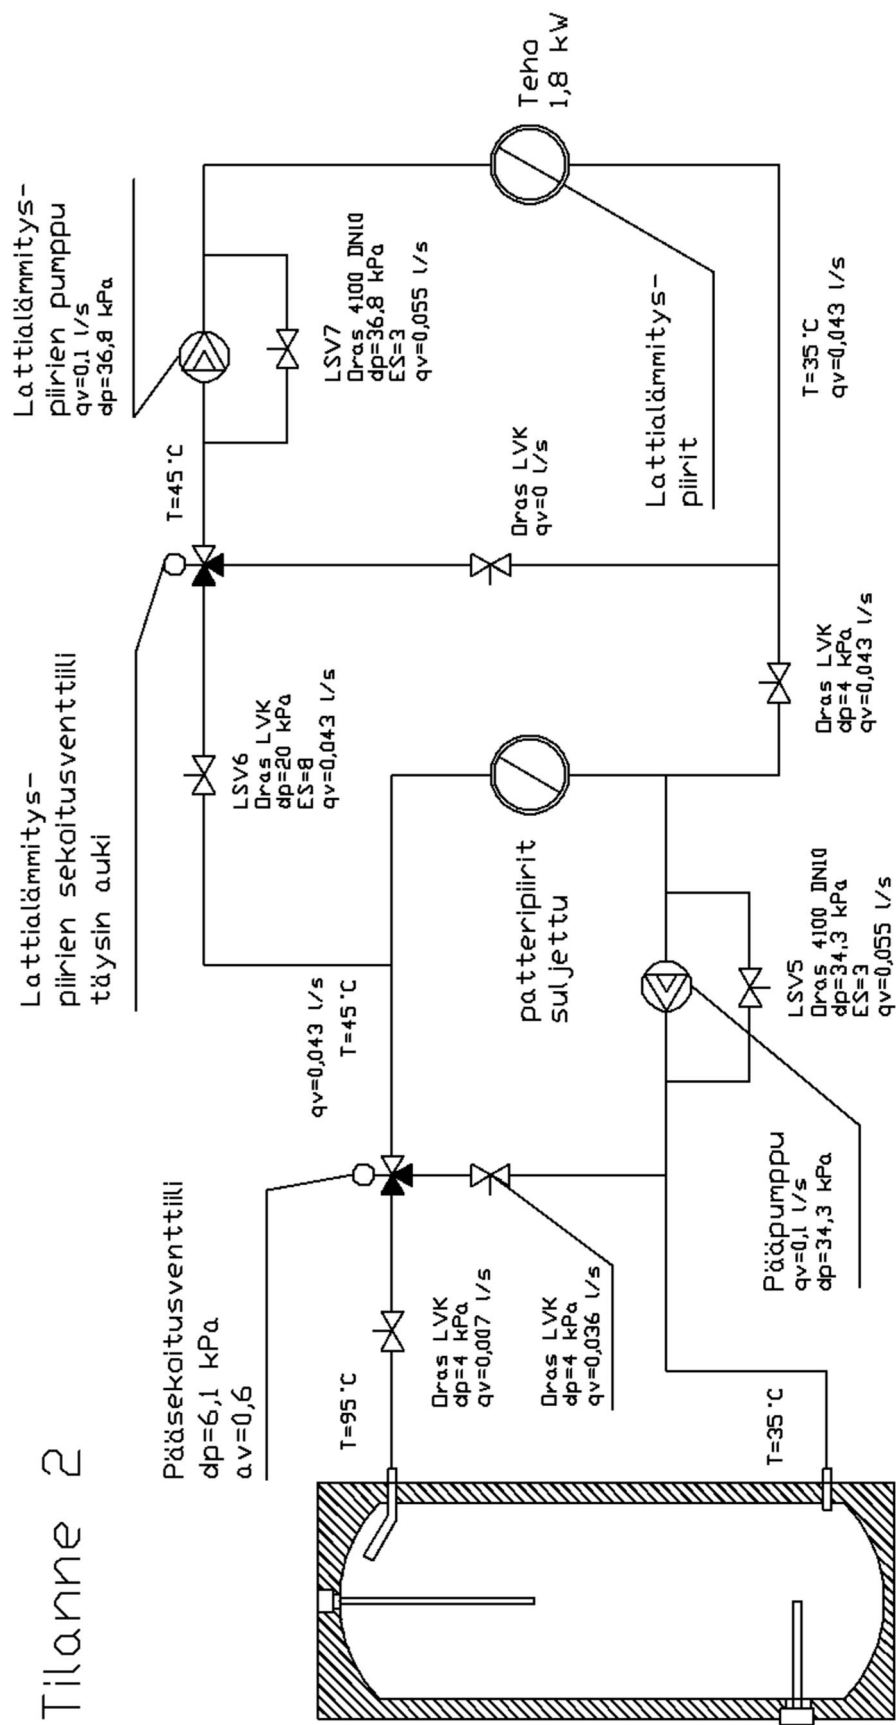 Tilanne 2
Pääsekoitusventtiili
dp=6,1 kPa
av=0,6
T=95°C
Oras LVK
dp=4 kPa
qv=0,007 l/s
Oras LVK
dp=4 kPa
qv=0,036 l/s
T=35°C
Lattialämmitys-
piirien sekoitusventtiili
täysin auki
qv=0,043 l/s
T=45°C
LSV6
Oras LVK
dp=20 kPa
ES=8
qv=0,043 l/s
patteripiirit
suljettu
Pääpumppu
qv=0,1 l/s
dp=34,3 kPa
LSV5
Oras 4100 DN10
dp=34,3 kPa
ES=3
qv=0,055 l/s
Lattialämmitys-
piirien pumppu
qv=0,1 l/s
dp=36,8 kPa
T=45°C
LSV7
Oras 4100 DN10
dp=36,8 kPa
ES=3
qv=0,055 l/s
Oras LVK
qv=0 l/s
Lattialämmitys-
piirit
Oras LVK
dp=4 kPa
qv=0,043 l/s
Teho
1,8 kW
T=35°C
qv=0,043 l/s